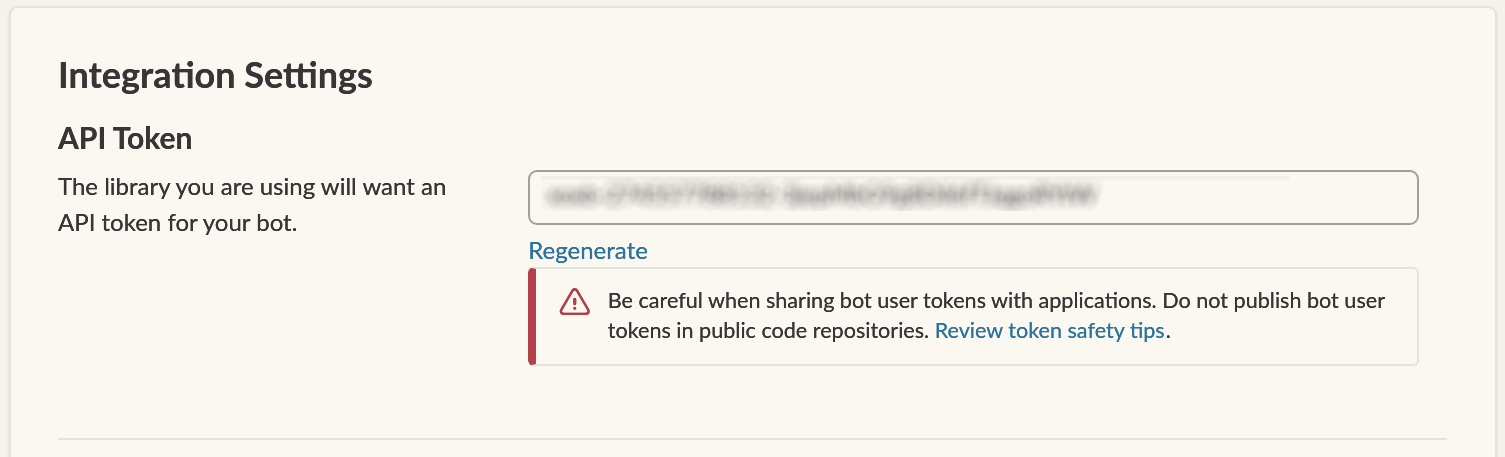 Integration Settings
API Token
The library you are using will want an
API token for your bot.
Regenerate
Be careful when sharing bot user tokens with applications. Do not publish bot user
tokens in public code repositories. Review token safety tips.